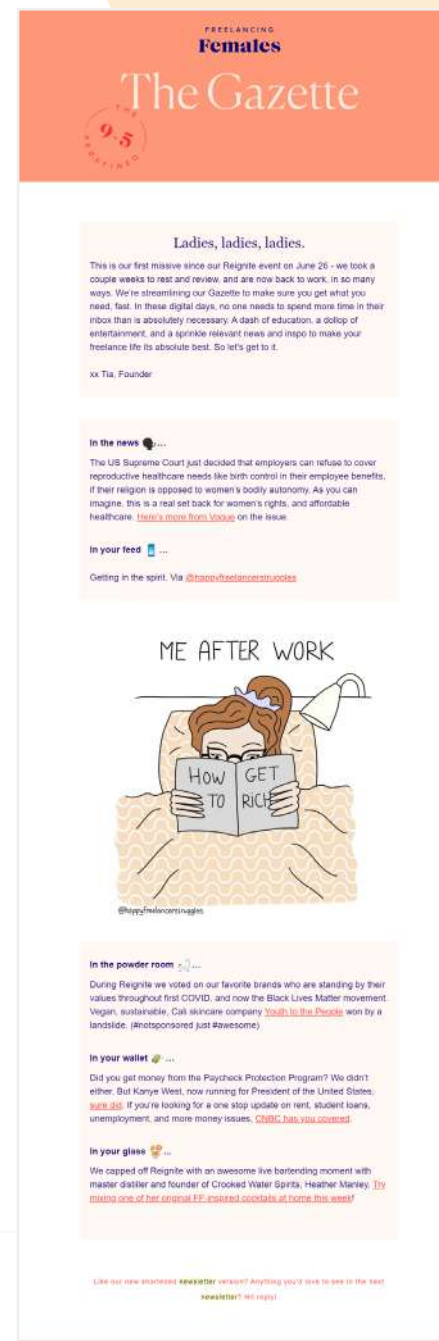 FREELANCING
Females
The Gazette
THE
9-5
REDEFINED
Ladies, ladies, ladies.
This is our first missive since our Reignite event on June 26 - we took a
couple weeks to rest and review, and are now back to work, in so many
ways. We're streamlining our Gazette to make sure you get what you
need, fast. In these digital days, no one needs to spend more time in their
inbox than is absolutely necessary. A dash of education, a dollop of
entertainment, and a sprinkle relevant news and inspo to make your
freelance life its absolute best. So let's get to it.
xx Tia, Founder
In the news ...
The US Supreme Court just decided that employers can refuse to cover
reproductive healthcare needs like birth control in their employee benefits,
if their religion is opposed to women's bodily autonomy. As you can
imagine, this is a real set back for women's rights, and affordable
healthcare. Here's more from Vogue on the issue.
In your feed ...
Getting in the spirit. Via @happyfreelancerstruggles
ME AFTER WORK
HOW TO
GET RICH
@happyfreelancerstruggles
In the powder room ...
During Reignite we voted on our favorite brands who are standing by their
values throughout first COVID, and now the Black Lives Matter movement.
Vegan, sustainable, Cali skincare company Youth to the People won by a
landslide. (#notsponsored just #awesome)
In your wallet ...
Did you get money from the Paycheck Protection Program? We didn't
either. But Kanye West, now running for President of the United States,
sure did. If you're looking for a one stop update on rent, student loans,
unemployment, and more money issues, CNBC has you covered.
In your glass ...
We capped off Reignite with an awesome live bartending moment with
master distiller and founder of Crooked Water Spirits, Heather Manley. Try
mixing one of her original FF-inspired cocktails at home this week!
Like our new shortened newsletter version? Anything you'd love to see in the next
newsletter? Hit reply!